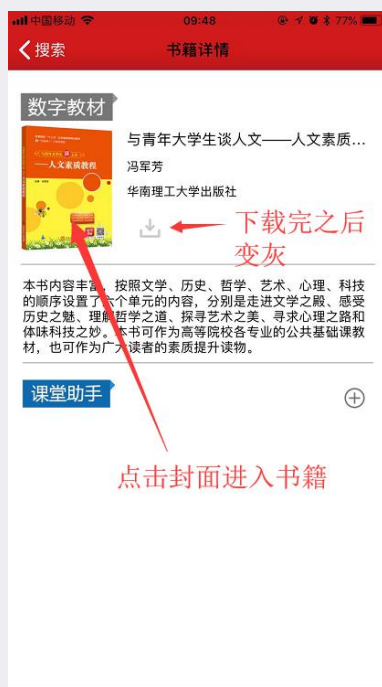 中国移动 09:48 77%
搜索 书籍详情
数字教材
与青年大学生谈人文——人文素质...
冯军芳
华南理工大学出版社
——人文素质教程
下载完之后
变灰
本书内容丰富，按照文学、历史、哲学、艺术、心理、科技
的顺序设置了六个单元的内容，分别是走进文学之殿、感受
历史之魅、理解哲学之道、探寻艺术之美、寻求心理之路和
体味科技之妙。本书可作为高等院校各专业的公共基础课教
材，也可作为广大读者的素质提升读物。
课堂助手
点击封面进入书籍